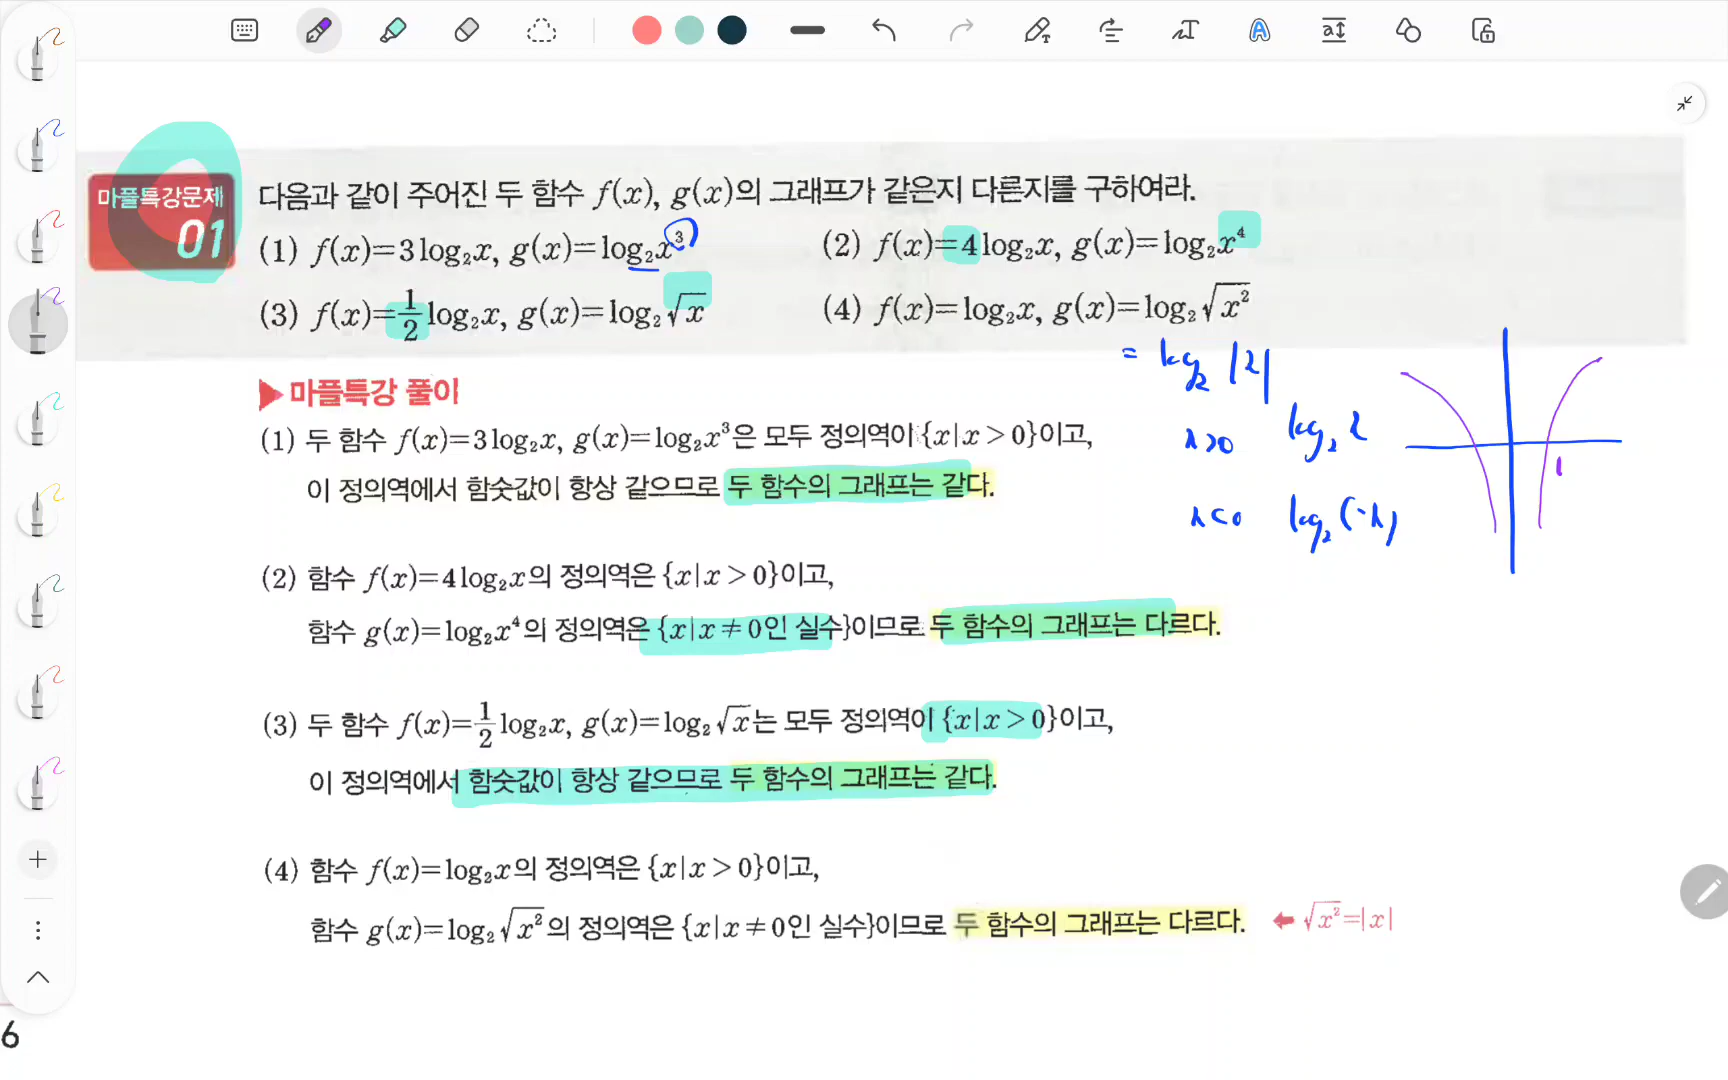 마플특강문제
01
다음과 같이 주어진 두 함수 f(x), g(x)의 그래프가 같은지 다른지를 구하여라.
(1) f(x)=3log₂x, g(x)=log₂x³
(2) f(x)=4log₂x, g(x)=log₂x⁴
(3) f(x)=1/2 log₂x, g(x)=log₂√x
(4) f(x)=log₂x, g(x)=log₂√x²
= log₂|x|
x>0 log₂x
x<0 log₂(-x)
1
▶ 마플특강 풀이
(1) 두 함수 f(x)=3log₂x, g(x)=log₂x³은 모두 정의역이 {x|x>0}이고,
이 정의역에서 함숫값이 항상 같으므로 두 함수의 그래프는 같다.
(2) 함수 f(x)=4log₂x의 정의역은 {x|x>0}이고,
함수 g(x)=log₂x⁴의 정의역은 {x|x≠0인 실수}이므로 두 함수의 그래프는 다르다.
(3) 두 함수 f(x)=1/2 log₂x, g(x)=log₂√x는 모두 정의역이 {x|x>0}이고,
이 정의역에서 함숫값이 항상 같으므로 두 함수의 그래프는 같다.
(4) 함수 f(x)=log₂x의 정의역은 {x|x>0}이고,
함수 g(x)=log₂√x²의 정의역은 {x|x≠0인 실수}이므로 두 함수의 그래프는 다르다. ← √x²=|x|
6